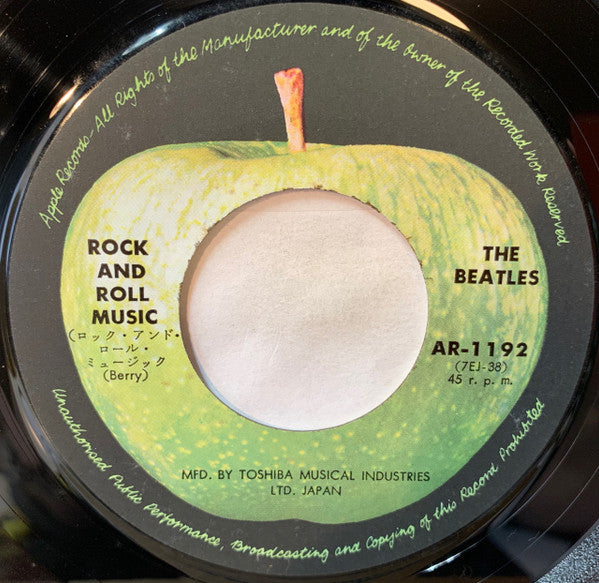 Apple Records-All Rights of the Manufacturer and of the Owner of the Recorded Work Reserved
ROCK
AND
ROLL
MUSIC
(ロック・アンド・
ロール・
ミュージック
(Berry)
THE
BEATLES
AR-1192
(7EJ-38)
45 r. p. m.
MFD. BY TOSHIBA MUSICAL INDUSTRIES
LTD. JAPAN
Unauthorised Public Performance, Broadcasting and Copying of this Record Prohibited